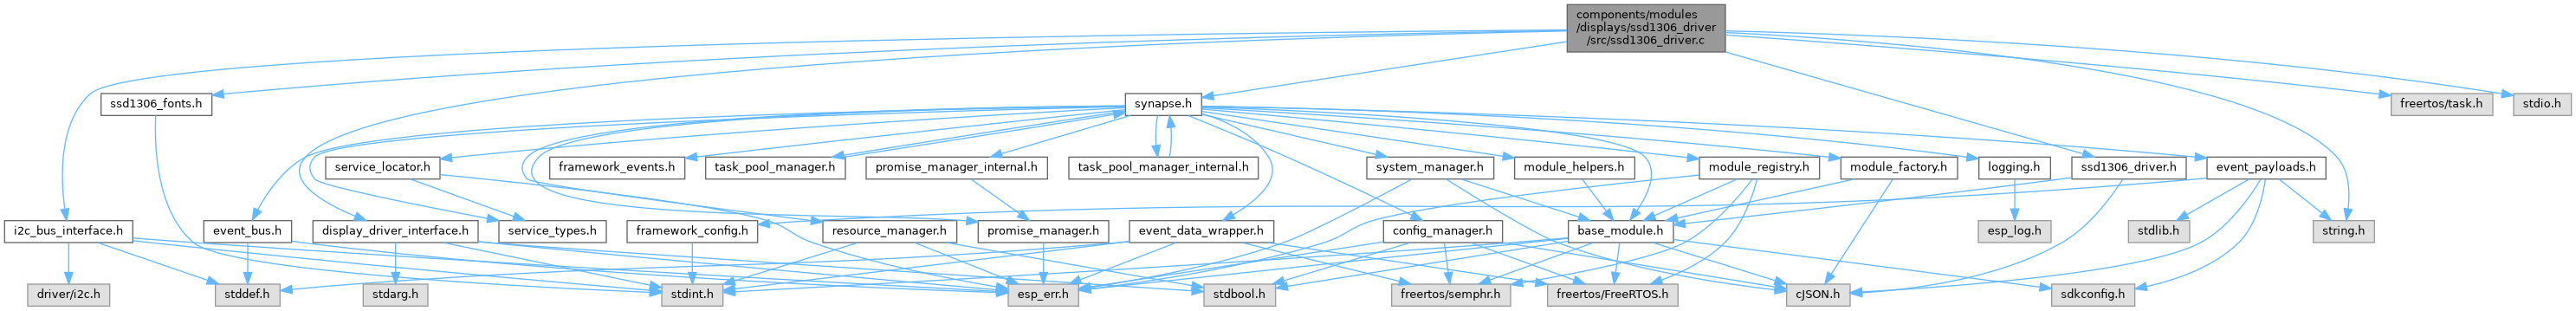 components/modules
/displays/ssd1306_driver
/src/ssd1306_driver.c
ssd1306_fonts.h
synapse.h
freertos/task.h
stdio.h
service_locator.h
framework_events.h
task_pool_manager.h
promise_manager_internal.h
task_pool_manager_internal.h
system_manager.h
module_helpers.h
module_registry.h
module_factory.h
logging.h
ssd1306_driver.h
event_payloads.h
i2c_bus_interface.h
event_bus.h
display_driver_interface.h
service_types.h
framework_config.h
resource_manager.h
promise_manager.h
event_data_wrapper.h
config_manager.h
base_module.h
esp_log.h
stdlib.h
string.h
driver/i2c.h
stddef.h
stdarg.h
stdint.h
esp_err.h
stdbool.h
freertos/semphr.h
freertos/FreeRTOS.h
cJSON.h
sdkconfig.h